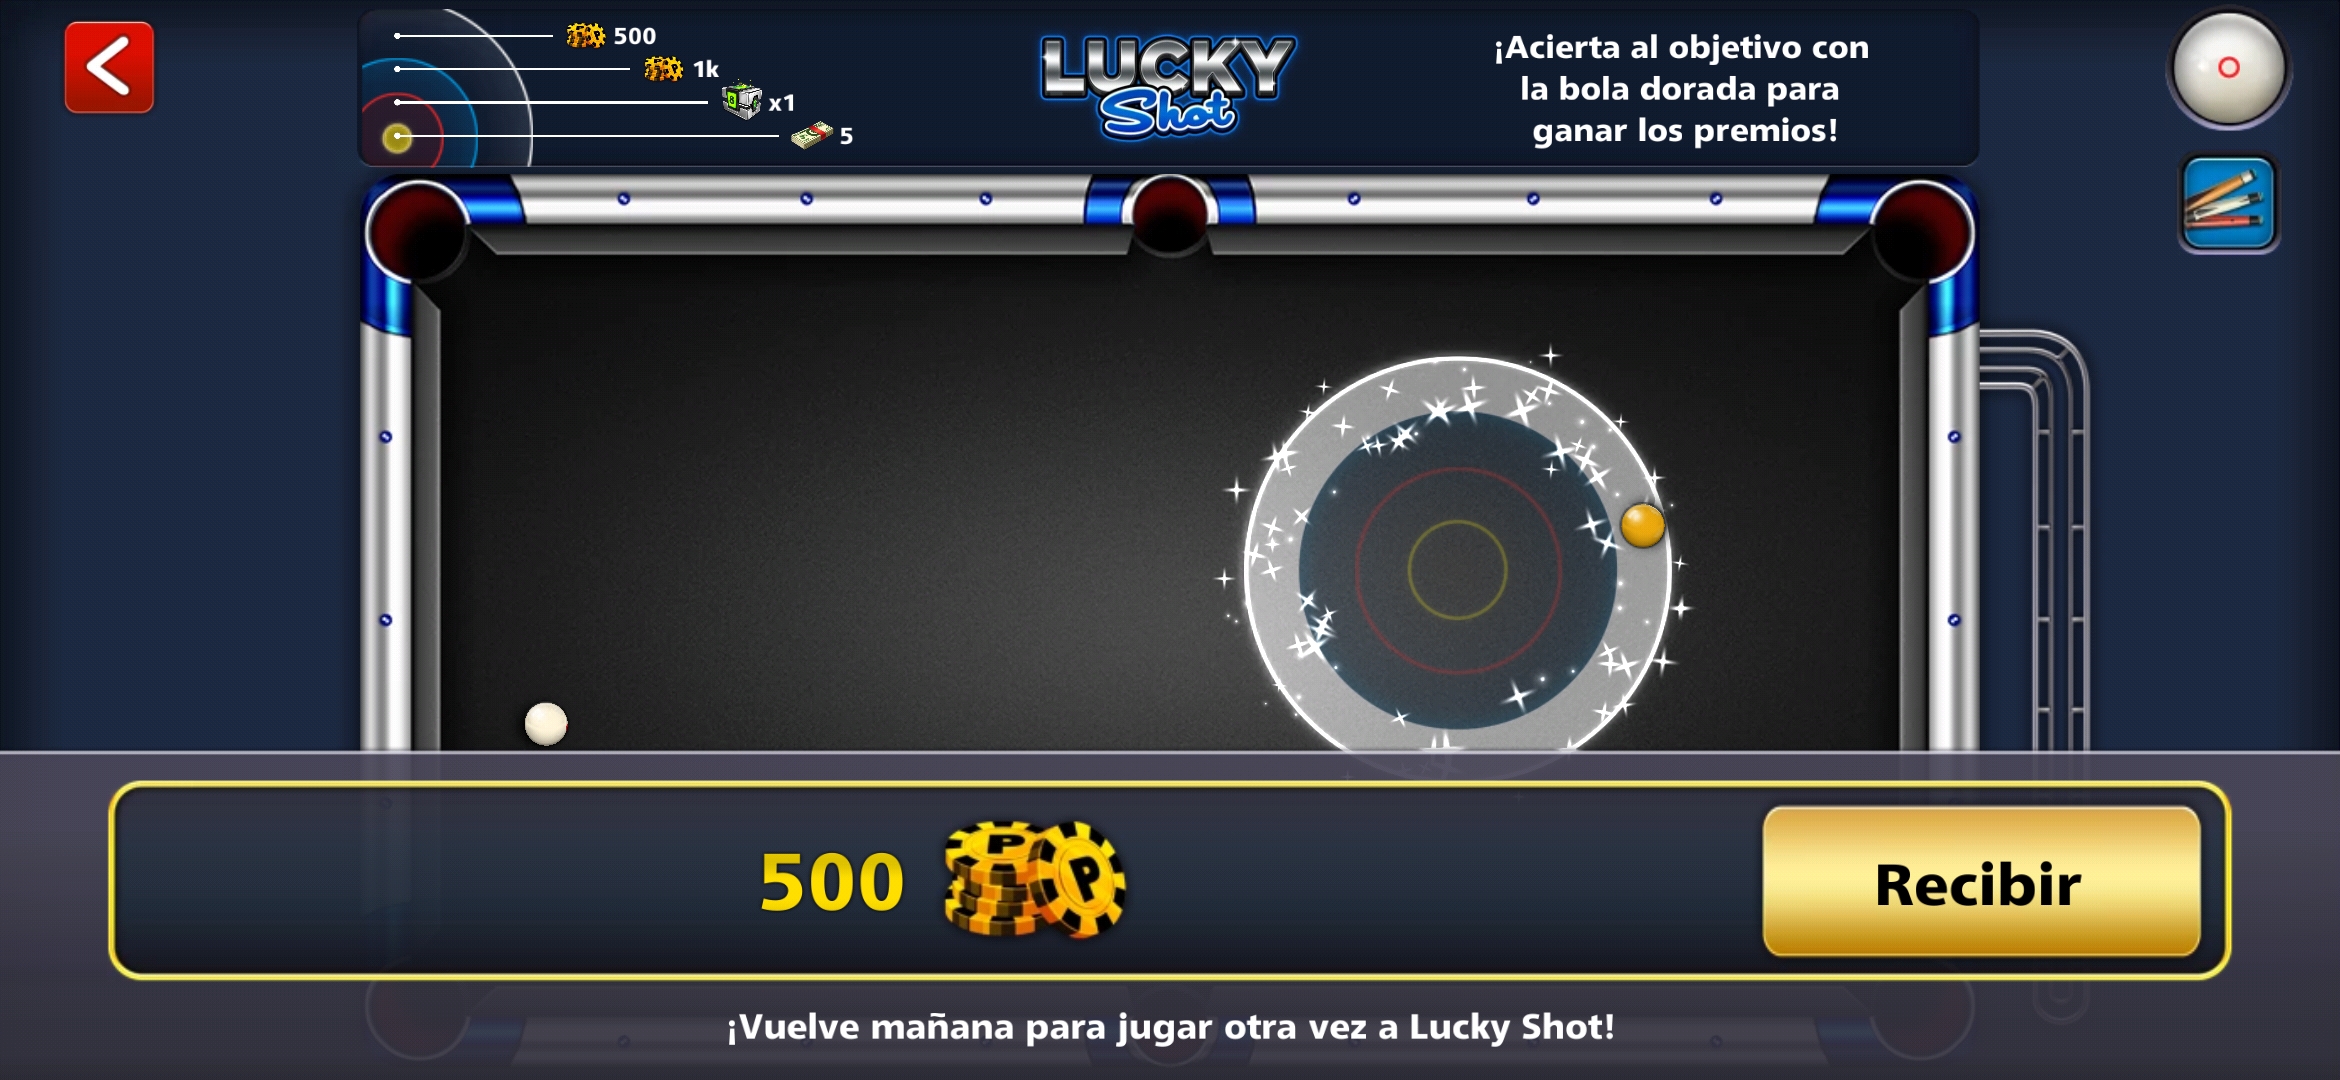 500
1k
x1
5
LUCKY
Shot
¡Acierta al objetivo con
la bola dorada para
ganar los premios!
500
P P
Recibir
¡Vuelve mañana para jugar otra vez a Lucky Shot!